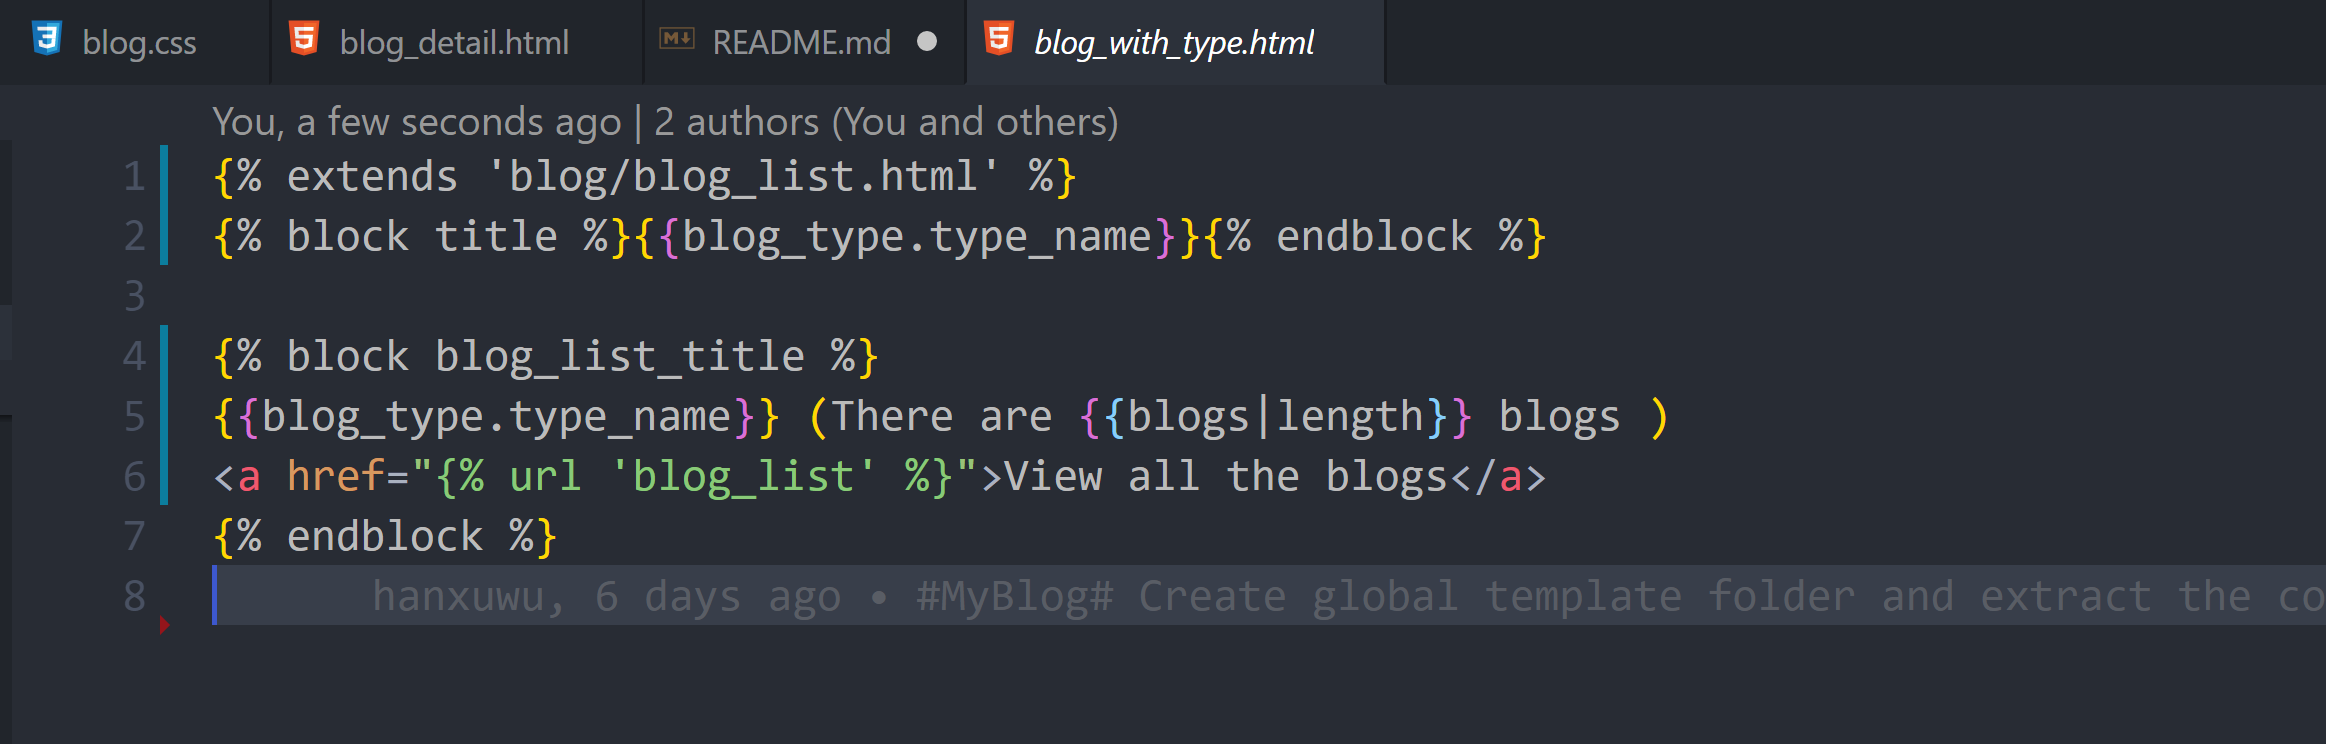 blog.css
blog_detail.html
README.md
blog_with_type.html
You, a few seconds ago | 2 authors (You and others)
1 {% extends 'blog/blog_list.html' %}
2 {% block title %}{{blog_type.type_name}}{% endblock %}
3
4 {% block blog_list_title %}
5 {{blog_type.type_name}} (There are {{blogs|length}} blogs )
6 <a href="{% url 'blog_list' %}">View all the blogs</a>
7 {% endblock %}
8 hanxuwu, 6 days ago • #MyBlog# Create global template folder and extract the co